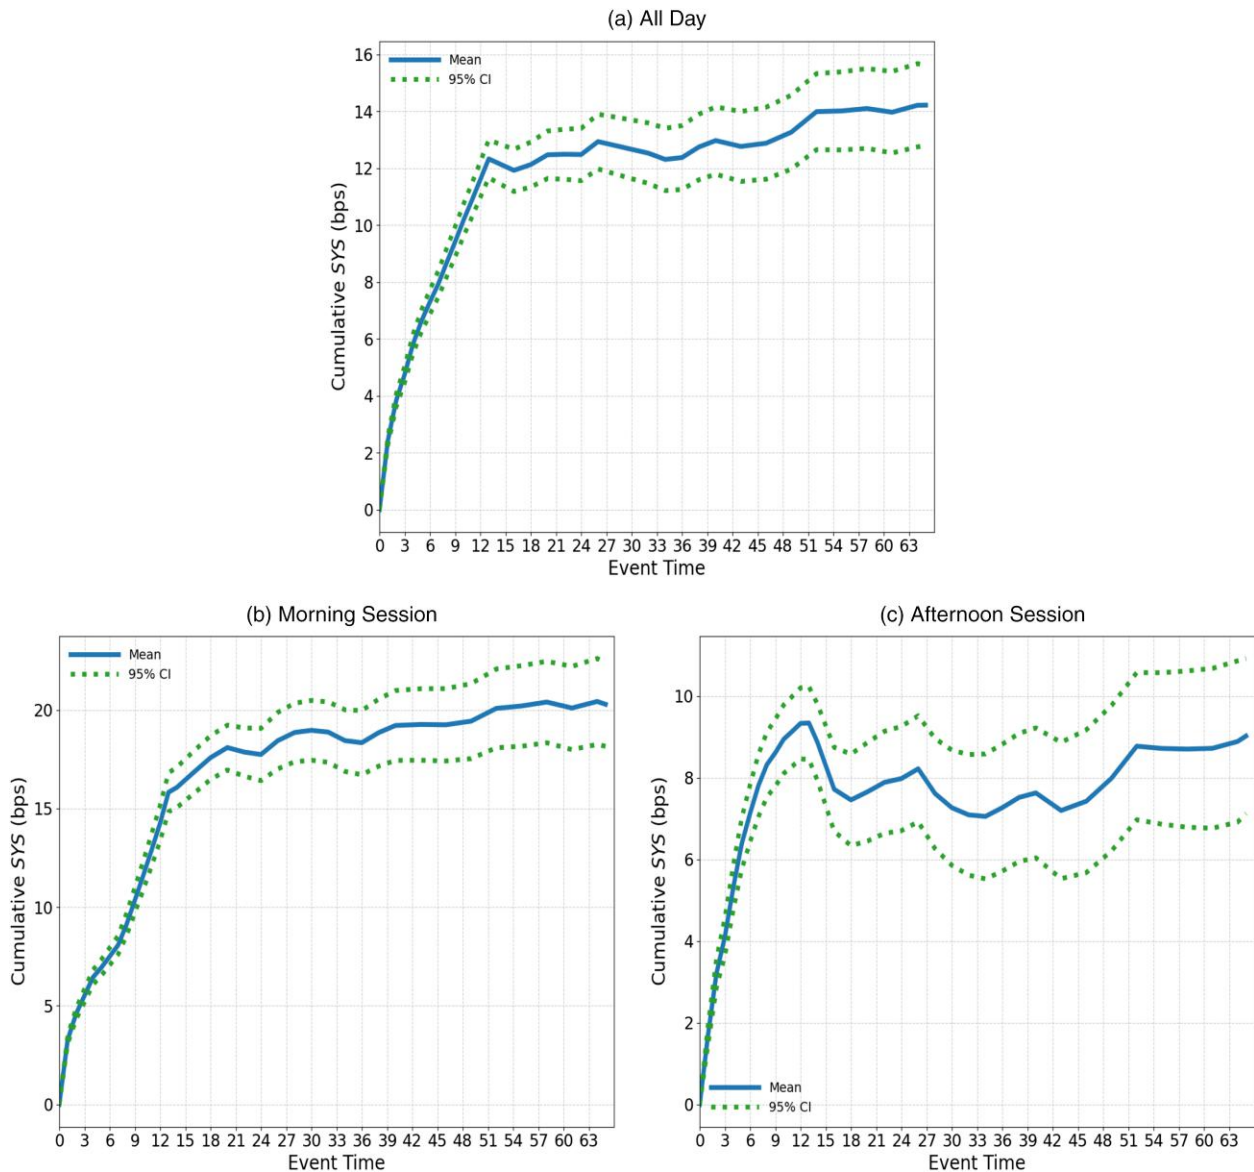 (a) All Day
Mean
95% CI
Cumulative SYS (bps)
16
14
12
10
8
6
4
2
0
0 3 6 9 12 15 18 21 24 27 30 33 36 39 42 45 48 51 54 57 60 63
Event Time
(b) Morning Session
Mean
95% CI
Cumulative SYS (bps)
20
15
10
5
0
0 3 6 9 12 15 18 21 24 27 30 33 36 39 42 45 48 51 54 57 60 63
Event Time
(c) Afternoon Session
Cumulative SYS (bps)
10
8
6
4
2
0
Mean
95% CI
0 3 6 9 12 15 18 21 24 27 30 33 36 39 42 45 48 51 54 57 60 63
Event Time